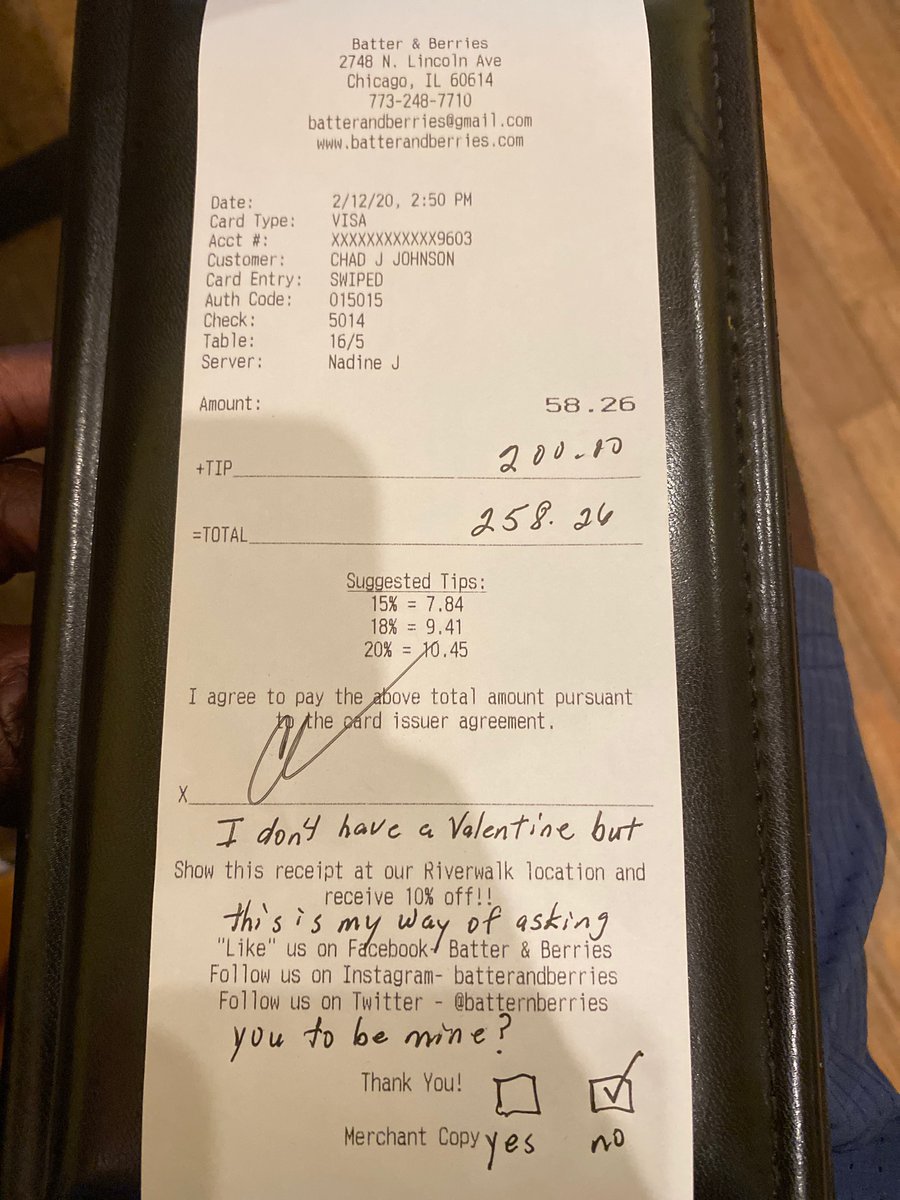 Batter & Berries
2748 N. Lincoln Ave
Chicago, IL 60614
773-248-7710
batterandberries@gmail.com
www.batterandberries.com
Date: 2/12/20, 2:50 PM
Card Type: VISA
Acct #: XXXXXXXXXXXX9603
Customer: CHAD J JOHNSON
Card Entry: SWIPED
Auth Code: 015015
Check: 5014
Table: 16/5
Server: Nadine J
Amount: 58.26
+TIP 200.00
=TOTAL 258.26
Suggested Tips:
15% = 7.84
18% = 9.41
20% = 10.45
I agree to pay the above total amount pursuant
to the card issuer agreement.
X
I don't have a Valentine but
Show this receipt at our Riverwalk location and
receive 10% off!!
this is my way of asking
"Like" us on Facebook- Batter & Berries
Follow us on Instagram- batterandberries
Follow us on Twitter - @batternberries
you to be mine?
Thank You!
Merchant Copy yes no